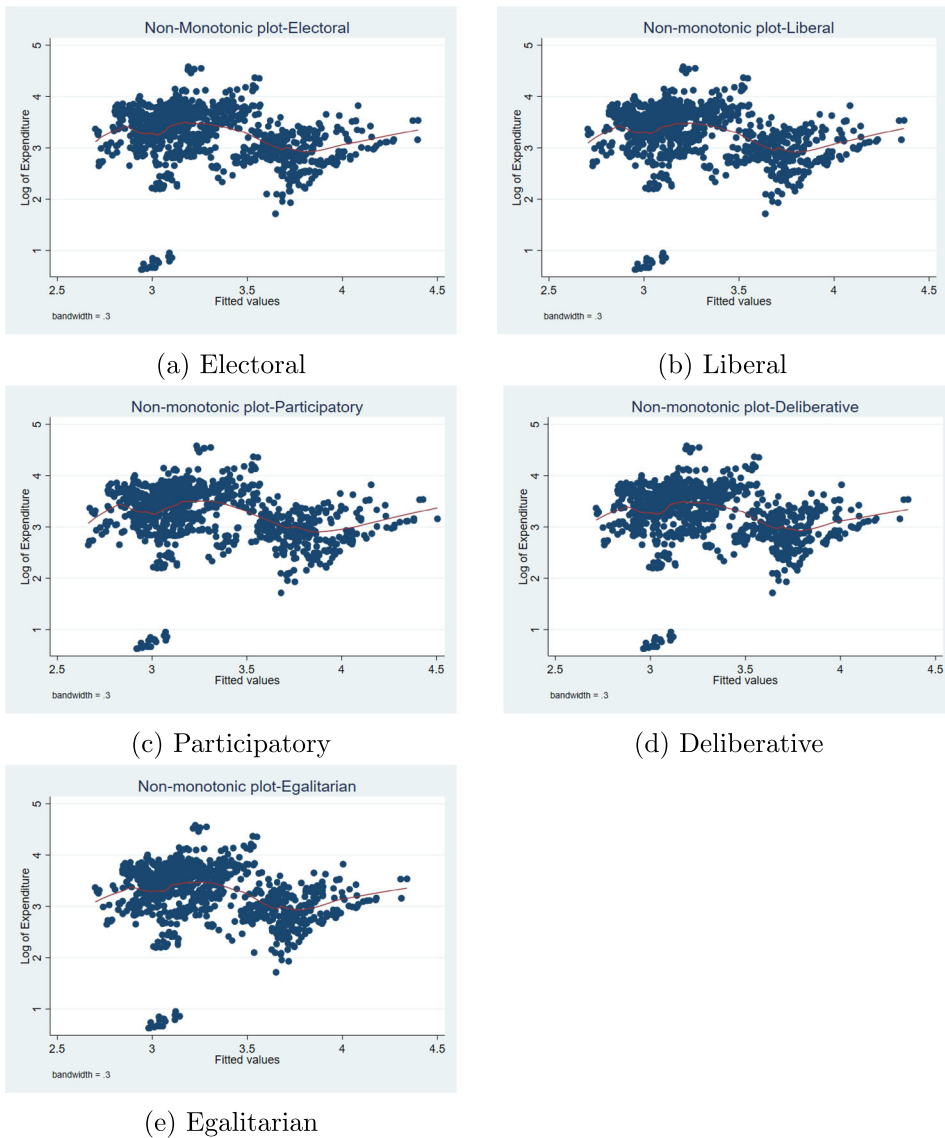 Non-Monotonic plot-Electoral
Log of Expenditure
5
4
3
2
1
2.5 3 3.5 4 4.5
Fitted values
bandwidth = .3
(a) Electoral
Non-monotonic plot-Liberal
Log of Expenditure
5
4
3
2
1
2.5 3 3.5 4 4.5
Fitted values
bandwidth = .3
(b) Liberal
Non-monotonic plot-Participatory
Log of Expenditure
5
4
3
2
1
2.5 3 3.5 4 4.5
Fitted values
bandwidth = .3
(c) Participatory
Non-monotonic plot-Deliberative
Log of Expenditure
5
4
3
2
1
2.5 3 3.5 4 4.5
Fitted values
bandwidth = .3
(d) Deliberative
Non-monotonic plot-Egalitarian
Log of Expenditure
5
4
3
2
1
2.5 3 3.5 4 4.5
Fitted values
bandwidth = .3
(e) Egalitarian